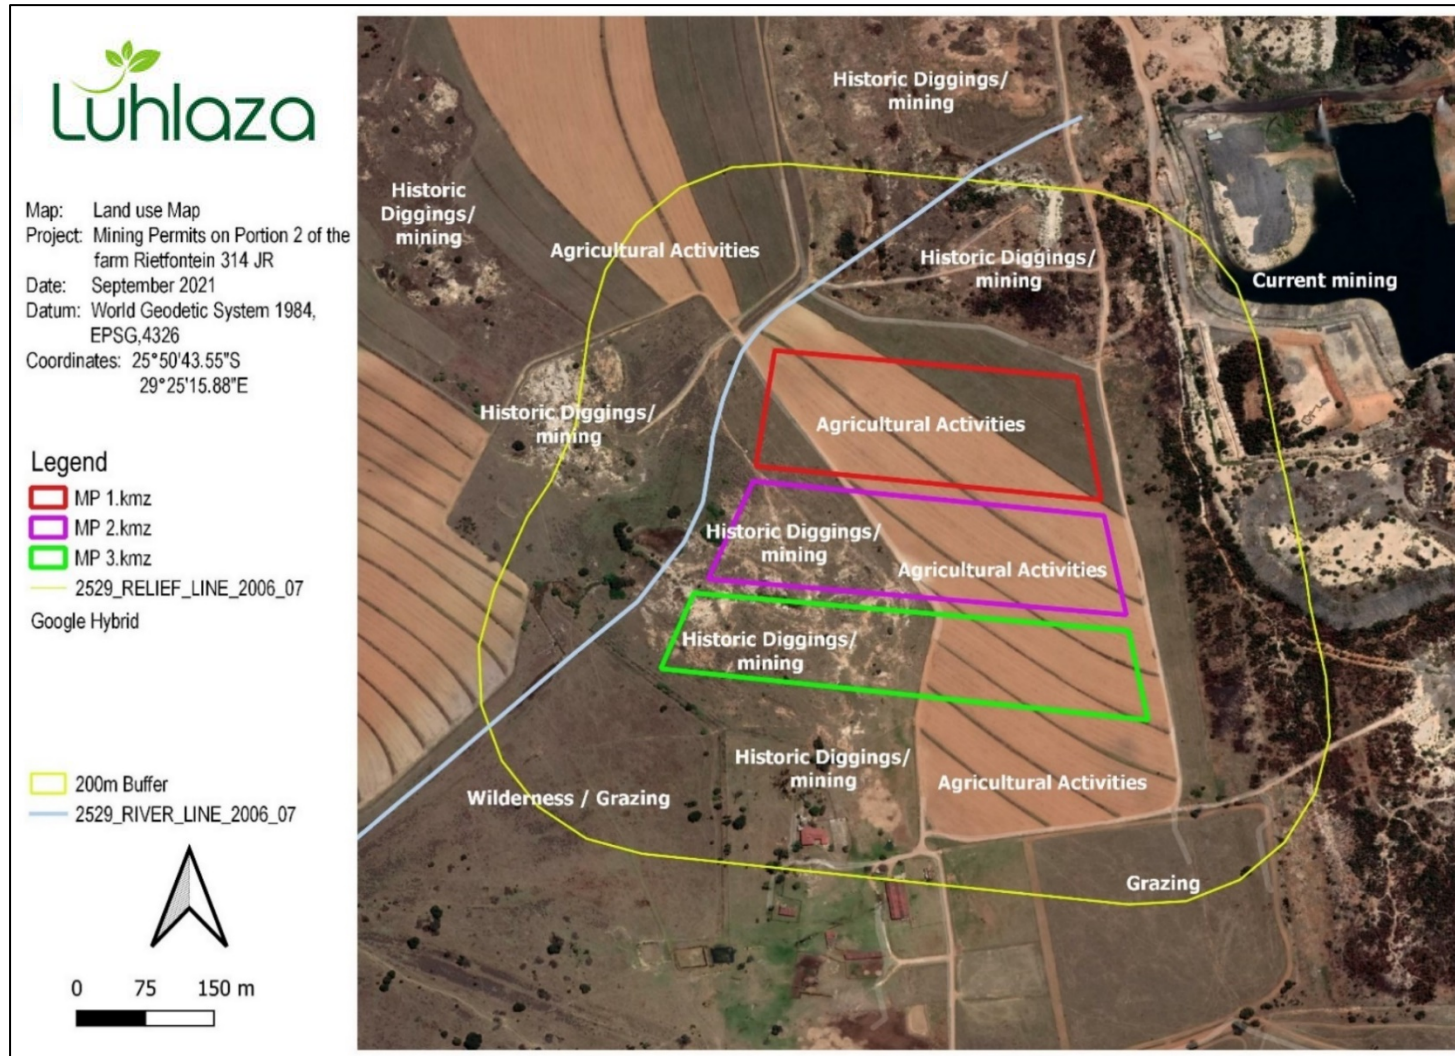 Luhlaza
Map: Land use Map
Project: Mining Permits on Portion 2 of the
farm Rietfontein 314 JR
Date: September 2021
Datum: World Geodetic System 1984,
EPSG,4326
Coordinates: 25°50'43.55"S
29°25'15.88"E
Legend
MP 1.kmz
MP 2.kmz
MP 3.kmz
2529_RELIEF_LINE_2006_07
Google Hybrid
200m Buffer
2529_RIVER_LINE_2006_07
0 75 150 m
Historic Diggings/
mining
Historic
Diggings/
mining
Agricultural Activities
Historic Diggings/
mining
Current mining
Historic Diggings/
mining
Agricultural Activities
Historic Diggings/
mining
Agricultural Activities
Historic Diggings/
mining
Historic Diggings/
mining
Agricultural Activities
Wilderness / Grazing
Grazing